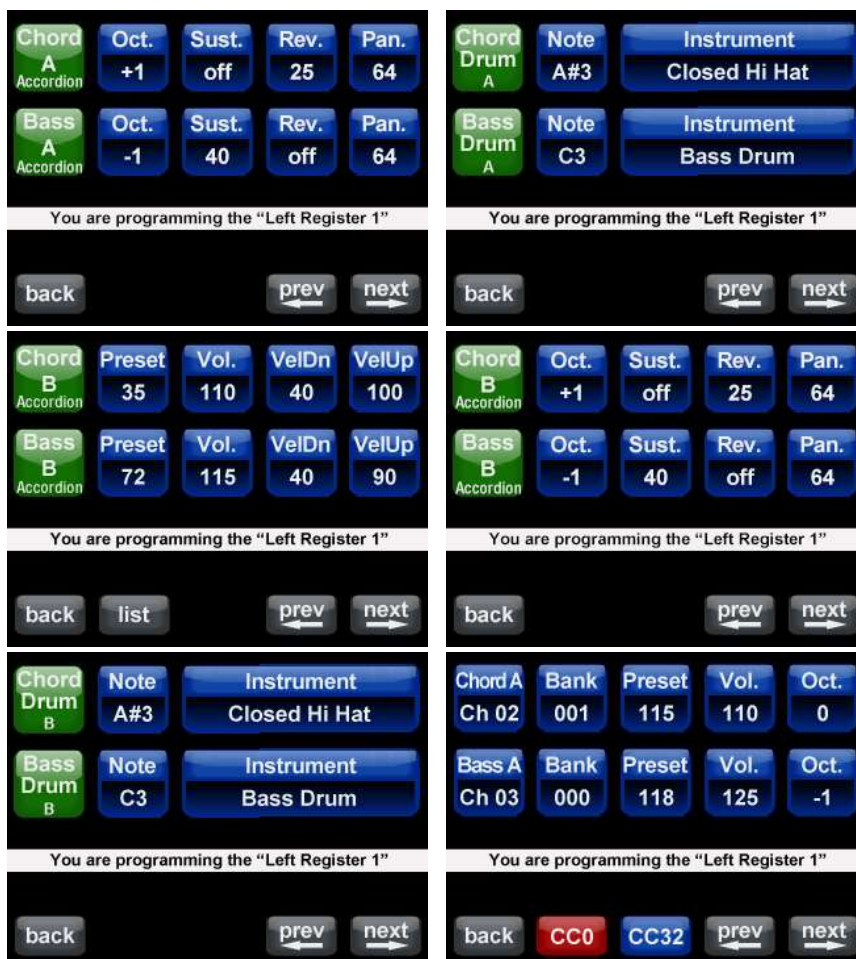 Chord Oct. Sust. Rev. Pan.
A +1 off 25 64
Accordion
Bass Oct. Sust. Rev. Pan.
A -1 40 off 64
Accordion
You are programming the “Left Register 1”
back prev next
Chord Note Instrument
Drum A#3 Closed Hi Hat
A
Bass Note Instrument
Drum C3 Bass Drum
A
You are programming the “Left Register 1”
back prev next
Chord Preset Vol. VelDn VelUp
B 35 110 40 100
Accordion
Bass Preset Vol. VelDn VelUp
B 72 115 40 90
Accordion
You are programming the “Left Register 1”
back list prev next
Chord Oct. Sust. Rev. Pan.
B +1 off 25 64
Accordion
Bass Oct. Sust. Rev. Pan.
B -1 40 off 64
Accordion
You are programming the “Left Register 1”
back prev next
Chord Note Instrument
Drum A#3 Closed Hi Hat
B
Bass Note Instrument
Drum C3 Bass Drum
B
You are programming the “Left Register 1”
back prev next
Chord A Bank Preset Vol. Oct.
Ch 02 001 115 110 0
Bass A Bank Preset Vol. Oct.
Ch 03 000 118 125 -1
You are programming the “Left Register 1”
back CC0 CC32 prev next